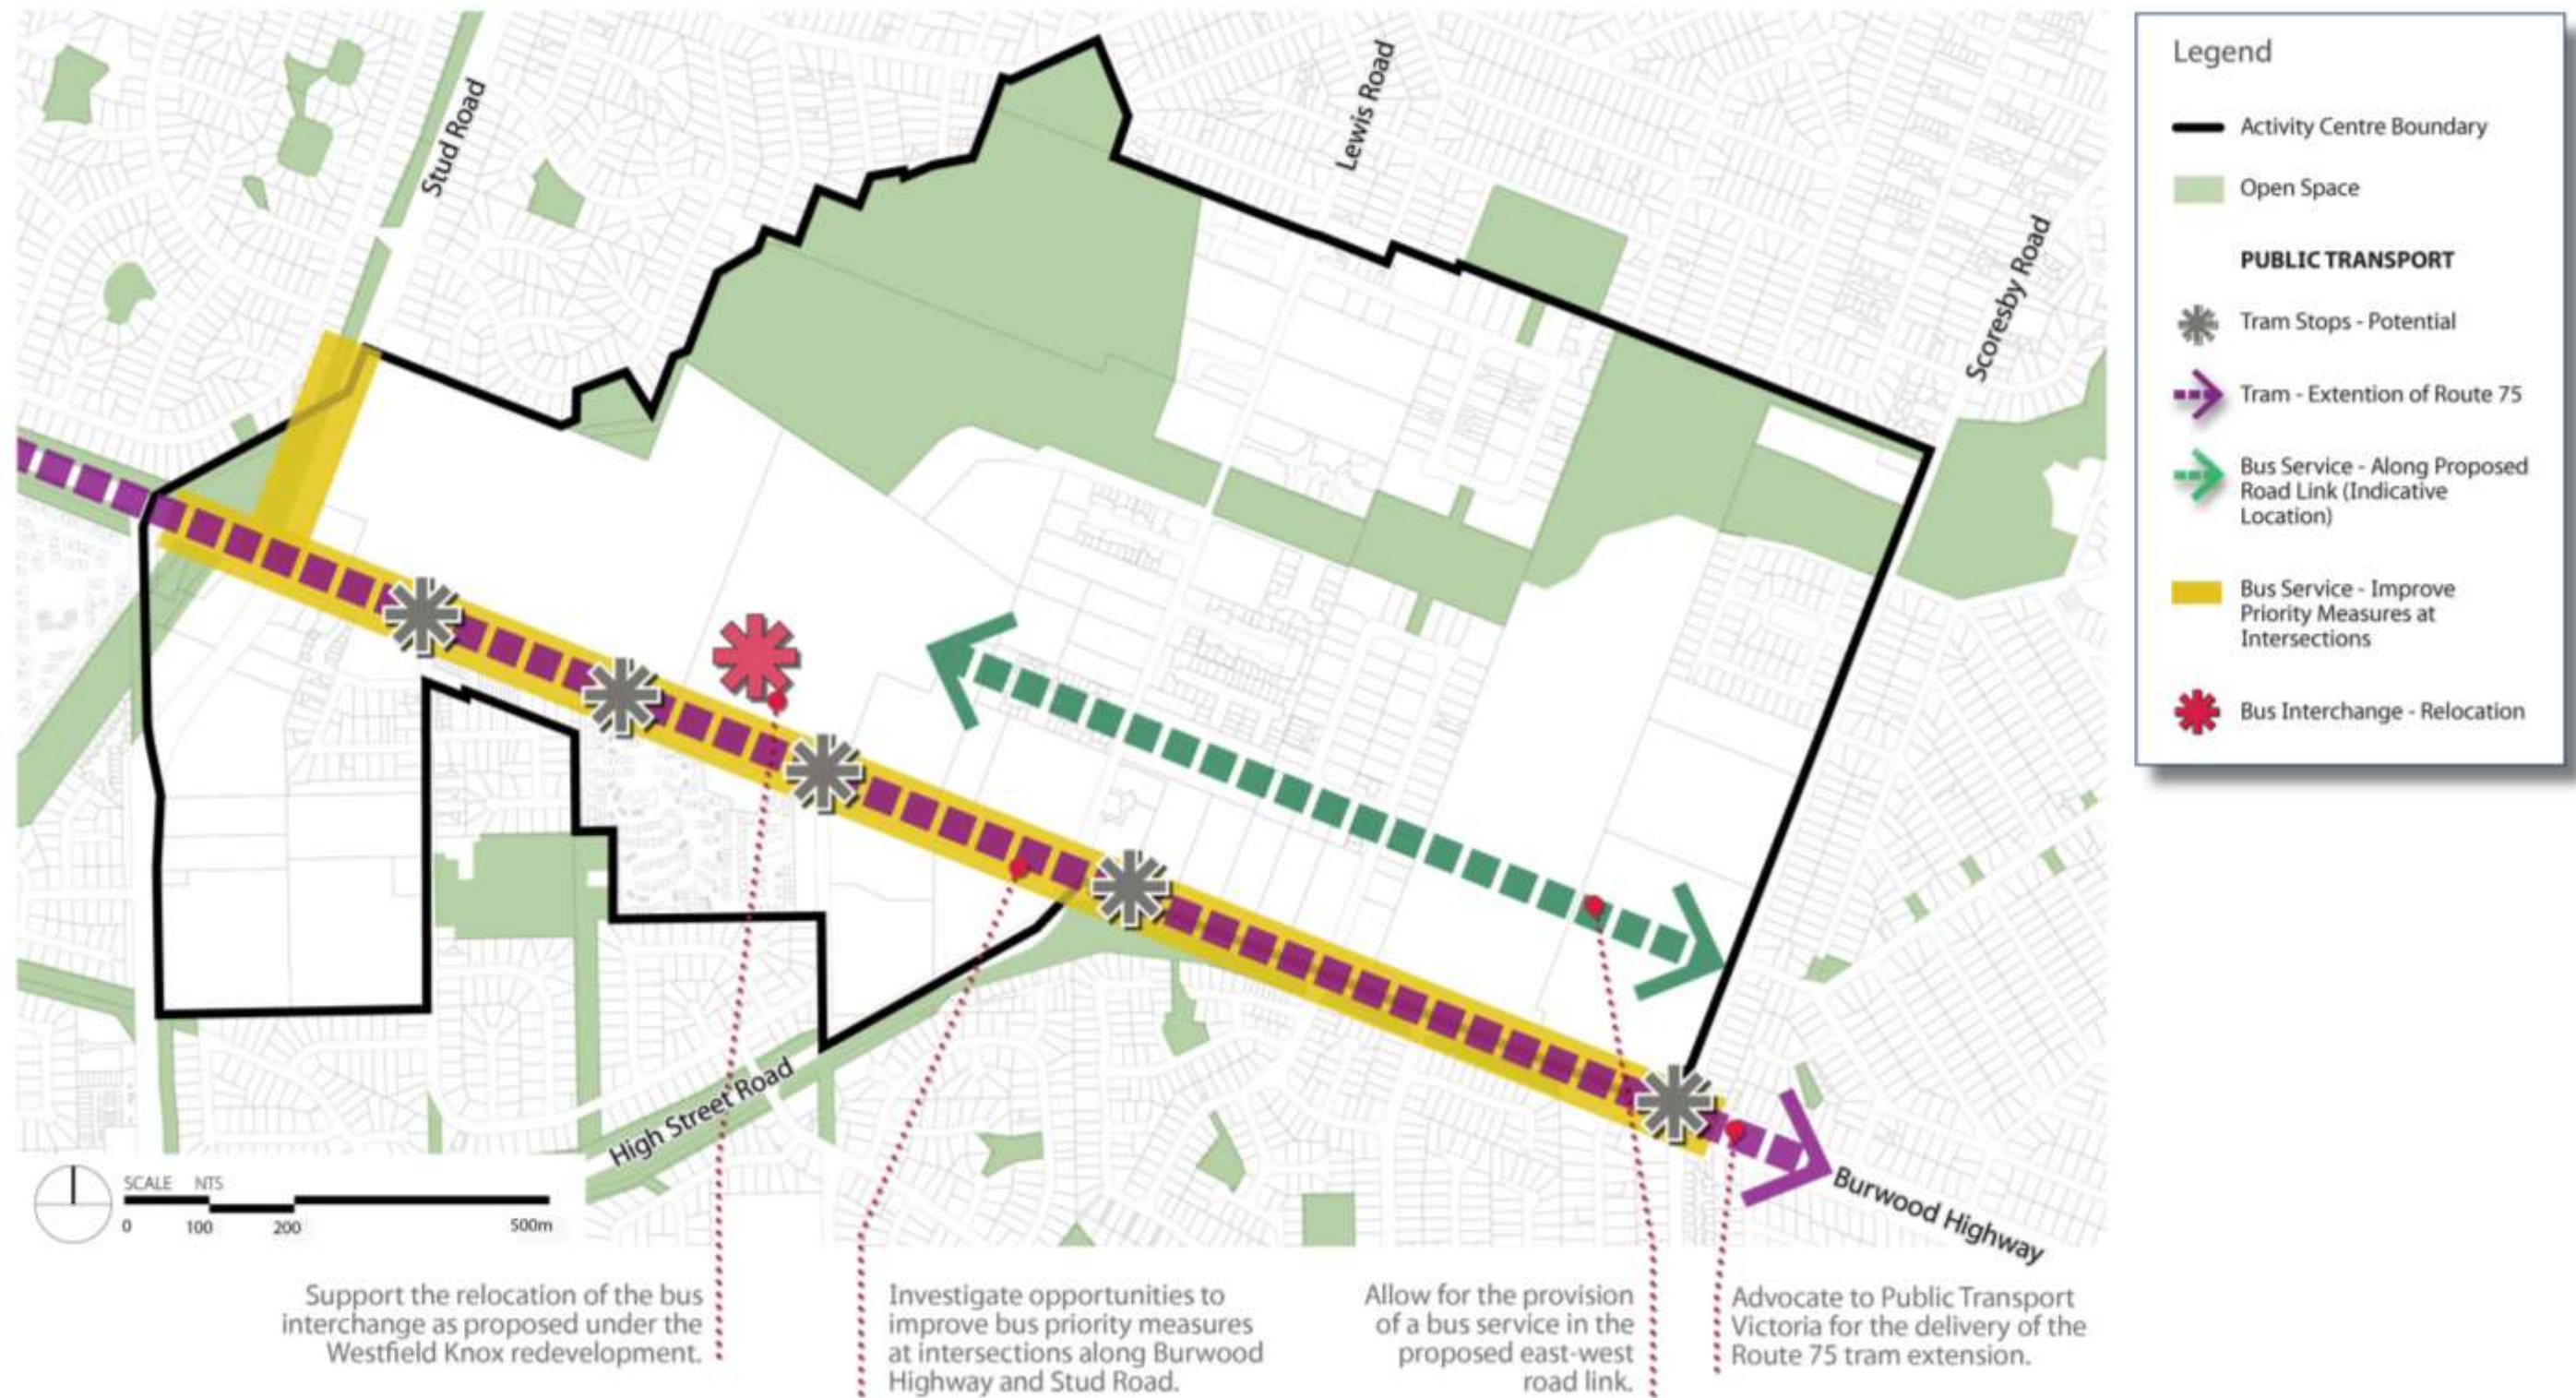 Stud Road
Lewis Road
Scoresby Road
High Street Road
Burwood Highway
SCALE NTS
0 100 200 500m
Support the relocation of the bus
interchange as proposed under the
Westfield Knox redevelopment.
Investigate opportunities to
improve bus priority measures
at intersections along Burwood
Highway and Stud Road.
Allow for the provision
of a bus service in the
proposed east-west
road link.
Advocate to Public Transport
Victoria for the delivery of the
Route 75 tram extension.
Legend
Activity Centre Boundary
Open Space
PUBLIC TRANSPORT
Tram Stops - Potential
Tram - Extention of Route 75
Bus Service - Along Proposed
Road Link (Indicative
Location)
Bus Service - Improve
Priority Measures at
Intersections
Bus Interchange - Relocation